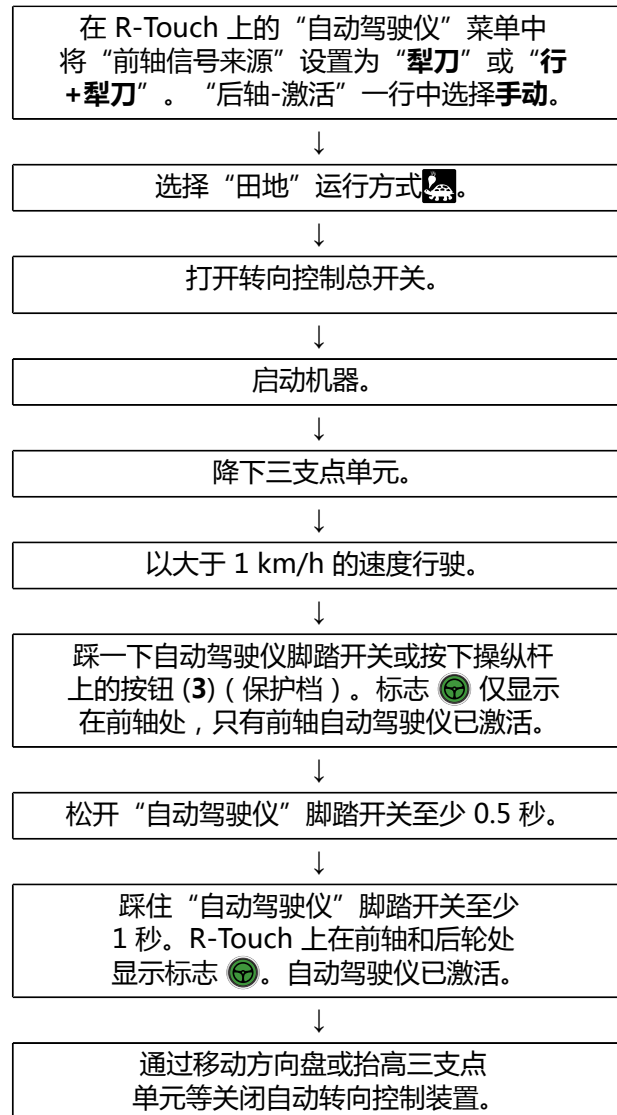 在 R-Touch 上的“自动驾驶仪”菜单中
将“前轴信号来源”设置为“犁刀”或“行
+犁刀”。“后轴-激活”一行中选择手动。
↓
选择“田地”运行方式。
↓
打开转向控制总开关。
↓
启动机器。
↓
降下三支点单元。
↓
以大于 1 km/h 的速度行驶。
↓
踩一下自动驾驶仪脚踏开关或按下操纵杆
上的按钮 (3)(保护档)。标志 仅显示
在前轴处,只有前轴自动驾驶仪已激活。
↓
松开“自动驾驶仪”脚踏开关至少 0.5 秒。
↓
踩住“自动驾驶仪”脚踏开关至少
1 秒。R-Touch 上在前轴和后轮处
显示标志 。自动驾驶仪已激活。
↓
通过移动方向盘或抬高三支点
单元等关闭自动转向控制装置。